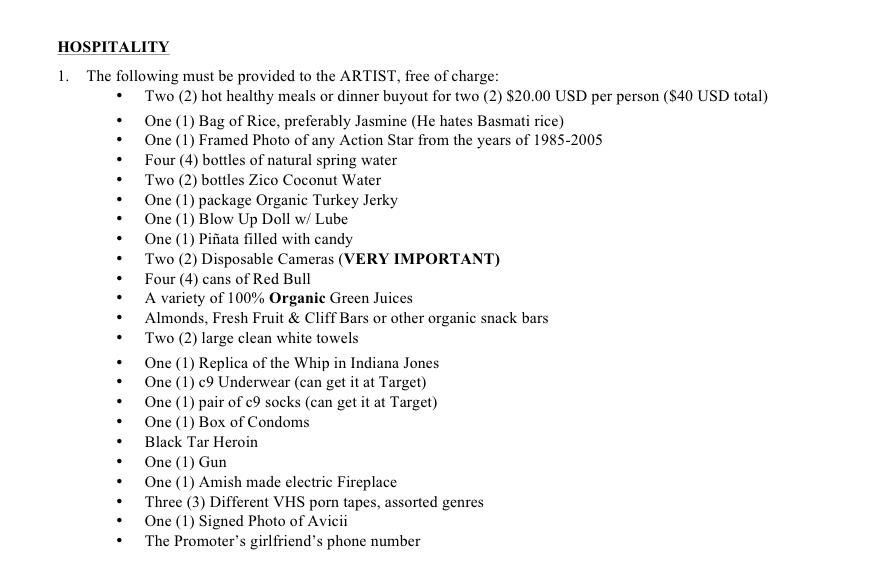 HOSPITALITY
1. The following must be provided to the ARTIST, free of charge:
• Two (2) hot healthy meals or dinner buyout for two (2) $20.00 USD per person ($40 USD total)
• One (1) Bag of Rice, preferably Jasmine (He hates Basmati rice)
• One (1) Framed Photo of any Action Star from the years of 1985-2005
• Four (4) bottles of natural spring water
• Two (2) bottles Zico Coconut Water
• One (1) package Organic Turkey Jerky
• One (1) Blow Up Doll w/ Lube
• One (1) Piñata filled with candy
• Two (2) Disposable Cameras (VERY IMPORTANT)
• Four (4) cans of Red Bull
• A variety of 100% Organic Green Juices
• Almonds, Fresh Fruit & Cliff Bars or other organic snack bars
• Two (2) large clean white towels
• One (1) Replica of the Whip in Indiana Jones
• One (1) c9 Underwear (can get it at Target)
• One (1) pair of c9 socks (can get it at Target)
• One (1) Box of Condoms
• Black Tar Heroin
• One (1) Gun
• One (1) Amish made electric Fireplace
• Three (3) Different VHS porn tapes, assorted genres
• One (1) Signed Photo of Avicii
• The Promoter’s girlfriend’s phone number